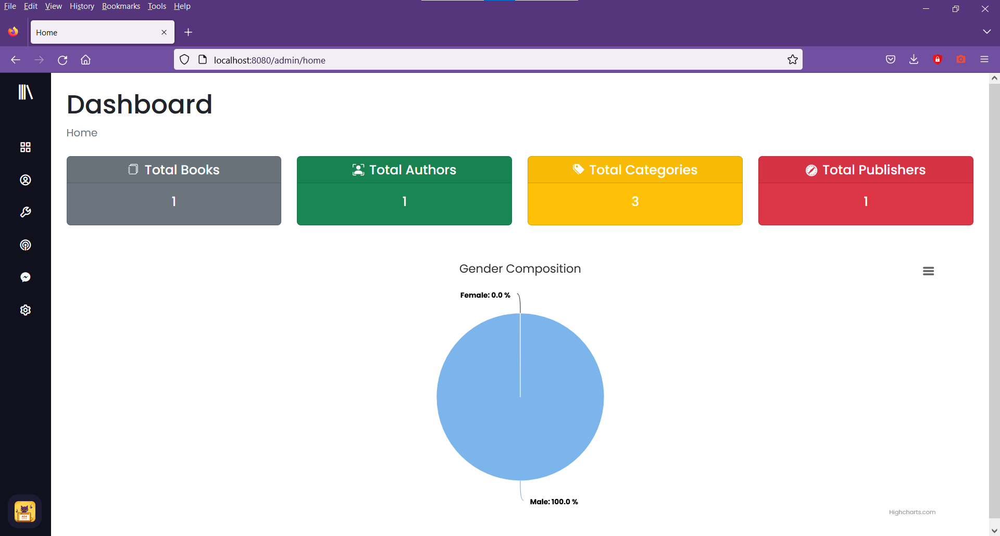 File Edit View History Bookmarks Tools Help
Home
localhost:8080/admin/home
Dashboard
Home
Total Books
1
Total Authors
1
Total Categories
3
Total Publishers
1
Gender Composition
Female: 0.0 %
Male: 100.0 %
Highcharts.com
404